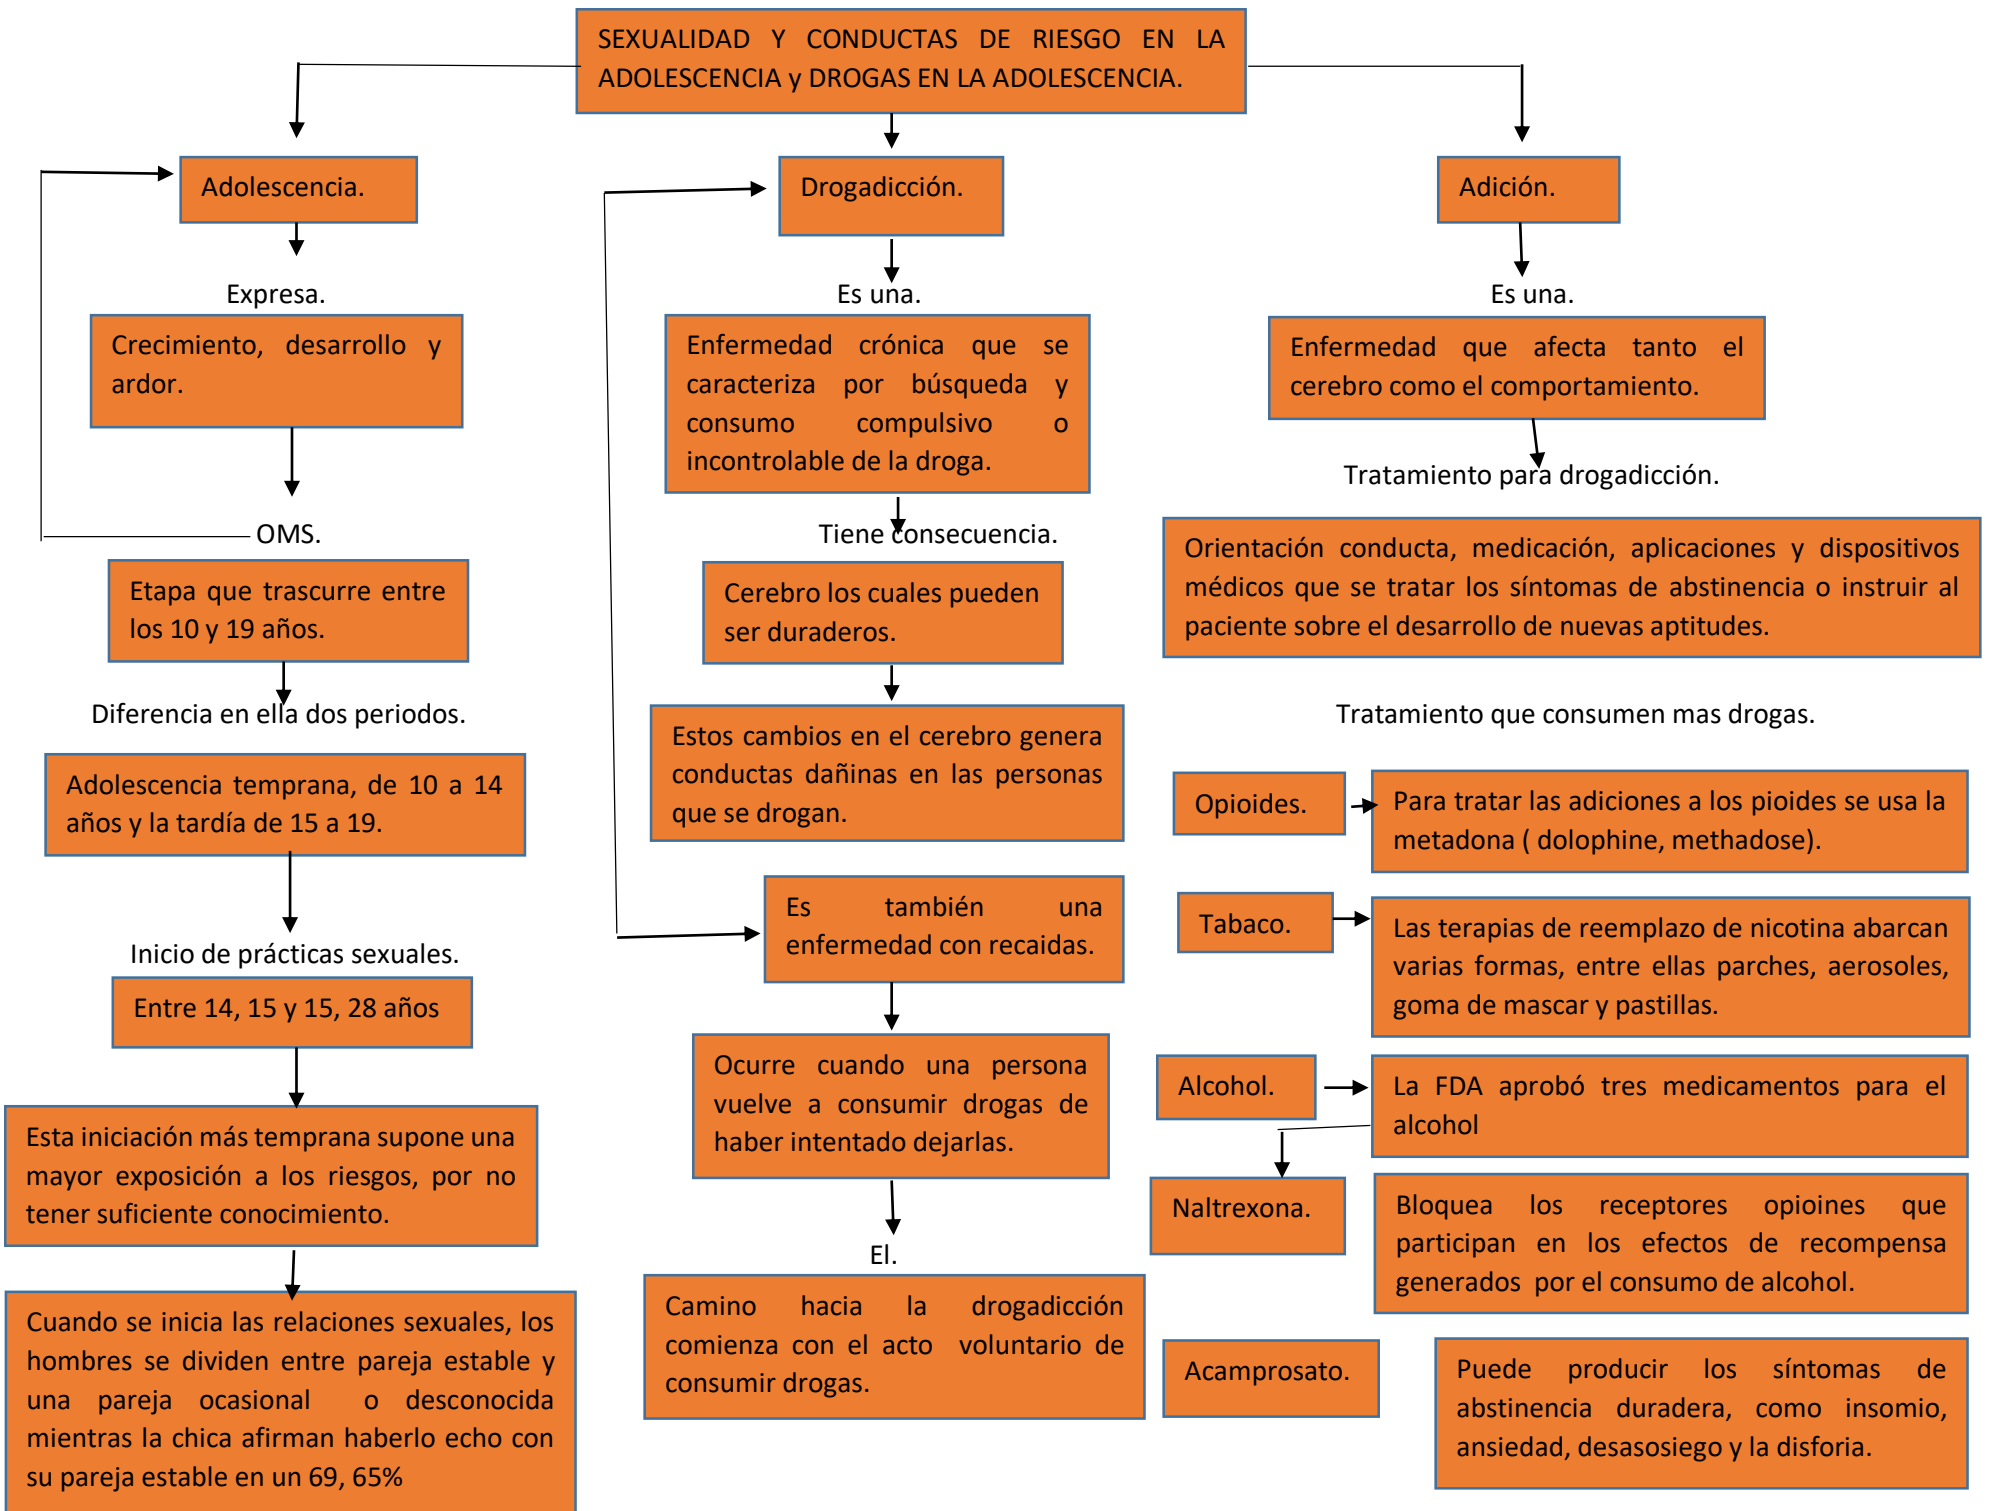 SEXUALIDAD Y CONDUCTAS DE RIESGO EN LA
ADOLESCENCIA y DROGAS EN LA ADOLESCENCIA.
Adolescencia.
Expresa.
Crecimiento, desarrollo y
ardor.
OMS.
Etapa que trascurre entre
los 10 y 19 años.
Diferencia en ella dos periodos.
Adolescencia temprana, de 10 a 14
años y la tardía de 15 a 19.
Inicio de prácticas sexuales.
Entre 14, 15 y 15, 28 años
Esta iniciación más temprana supone una
mayor exposición a los riesgos, por no
tener suficiente conocimiento.
Cuando se inicia las relaciones sexuales, los
hombres se dividen entre pareja estable y
una pareja ocasional o desconocida
mientras la chica afirman haberlo echo con
su pareja estable en un 69, 65%
Drogadicción.
Es una.
Enfermedad crónica que se
caracteriza por búsqueda y
consumo compulsivo o
incontrolable de la droga.
Tiene consecuencia.
Cerebro los cuales pueden
ser duraderos.
Estos cambios en el cerebro genera
conductas dañinas en las personas
que se drogan.
Es también una
enfermedad con recaidas.
Ocurre cuando una persona
vuelve a consumir drogas de
haber intentado dejarlas.
El.
Camino hacia la drogadicción
comienza con el acto voluntario de
consumir drogas.
Adición.
Es una.
Enfermedad que afecta tanto el
cerebro como el comportamiento.
Tratamiento para drogadicción.
Orientación conducta, medicación, aplicaciones y dispositivos
médicos que se tratar los síntomas de abstinencia o instruir al
paciente sobre el desarrollo de nuevas aptitudes.
Tratamiento que consumen mas drogas.
Opioides.
Para tratar las adiciones a los pioides se usa la
metadona ( dolophine, methadose).
Tabaco.
Las terapias de reemplazo de nicotina abarcan
varias formas, entre ellas parches, aerosoles,
goma de mascar y pastillas.
Alcohol.
La FDA aprobó tres medicamentos para el
alcohol
Naltrexona.
Bloquea los receptores opioines que
participan en los efectos de recompensa
generados por el consumo de alcohol.
Acamprosato.
Puede producir los síntomas de
abstinencia duradera, como insomio,
ansiedad, desasosiego y la disforia.